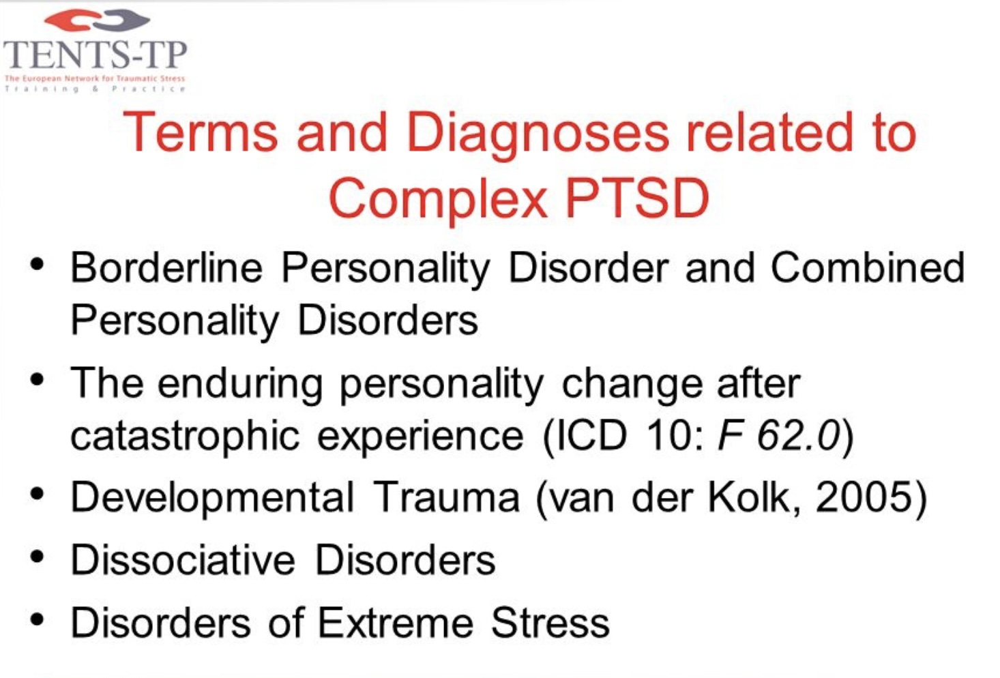 TENTS-TP
The European Network for Traumatic Stress
Training & Practice
Terms and Diagnoses related to
Complex PTSD
• Borderline Personality Disorder and Combined
Personality Disorders
• The enduring personality change after
catastrophic experience (ICD 10: F 62.0)
• Developmental Trauma (van der Kolk, 2005)
• Dissociative Disorders
• Disorders of Extreme Stress